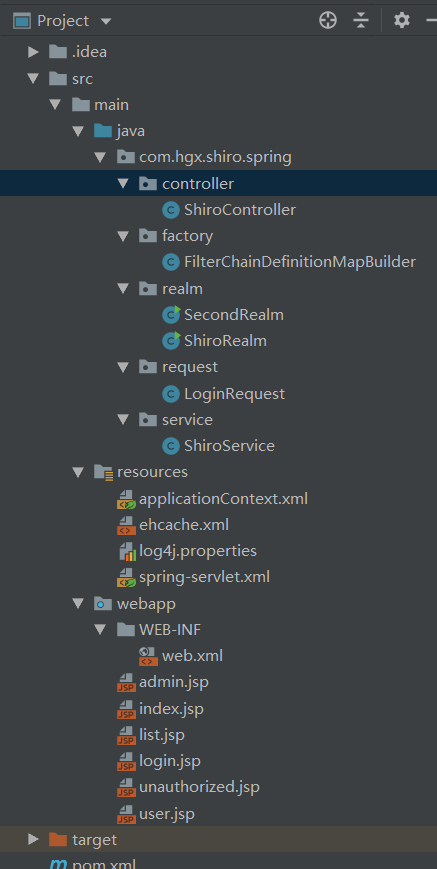 Project
.idea
src
main
java
com.hgx.shiro.spring
controller
ShiroController
factory
FilterChainDefinitionMapBuilder
realm
SecondRealm
ShiroRealm
request
LoginRequest
service
ShiroService
resources
applicationContext.xml
ehcache.xml
log4j.properties
spring-servlet.xml
webapp
WEB-INF
web.xml
admin.jsp
index.jsp
list.jsp
login.jsp
unauthorized.jsp
user.jsp
target
pom.xml